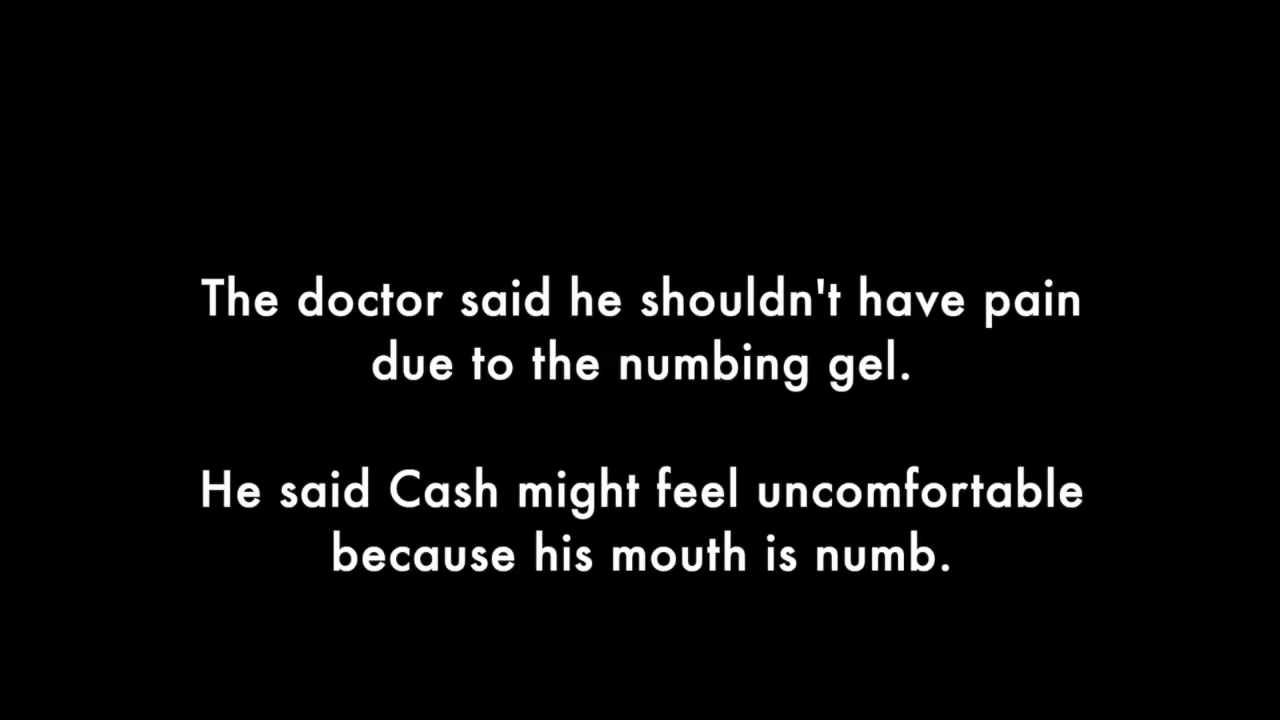 The doctor said he shouldn't have pain
due to the numbing gel.
He said Cash might feel uncomfortable
because his mouth is numb.